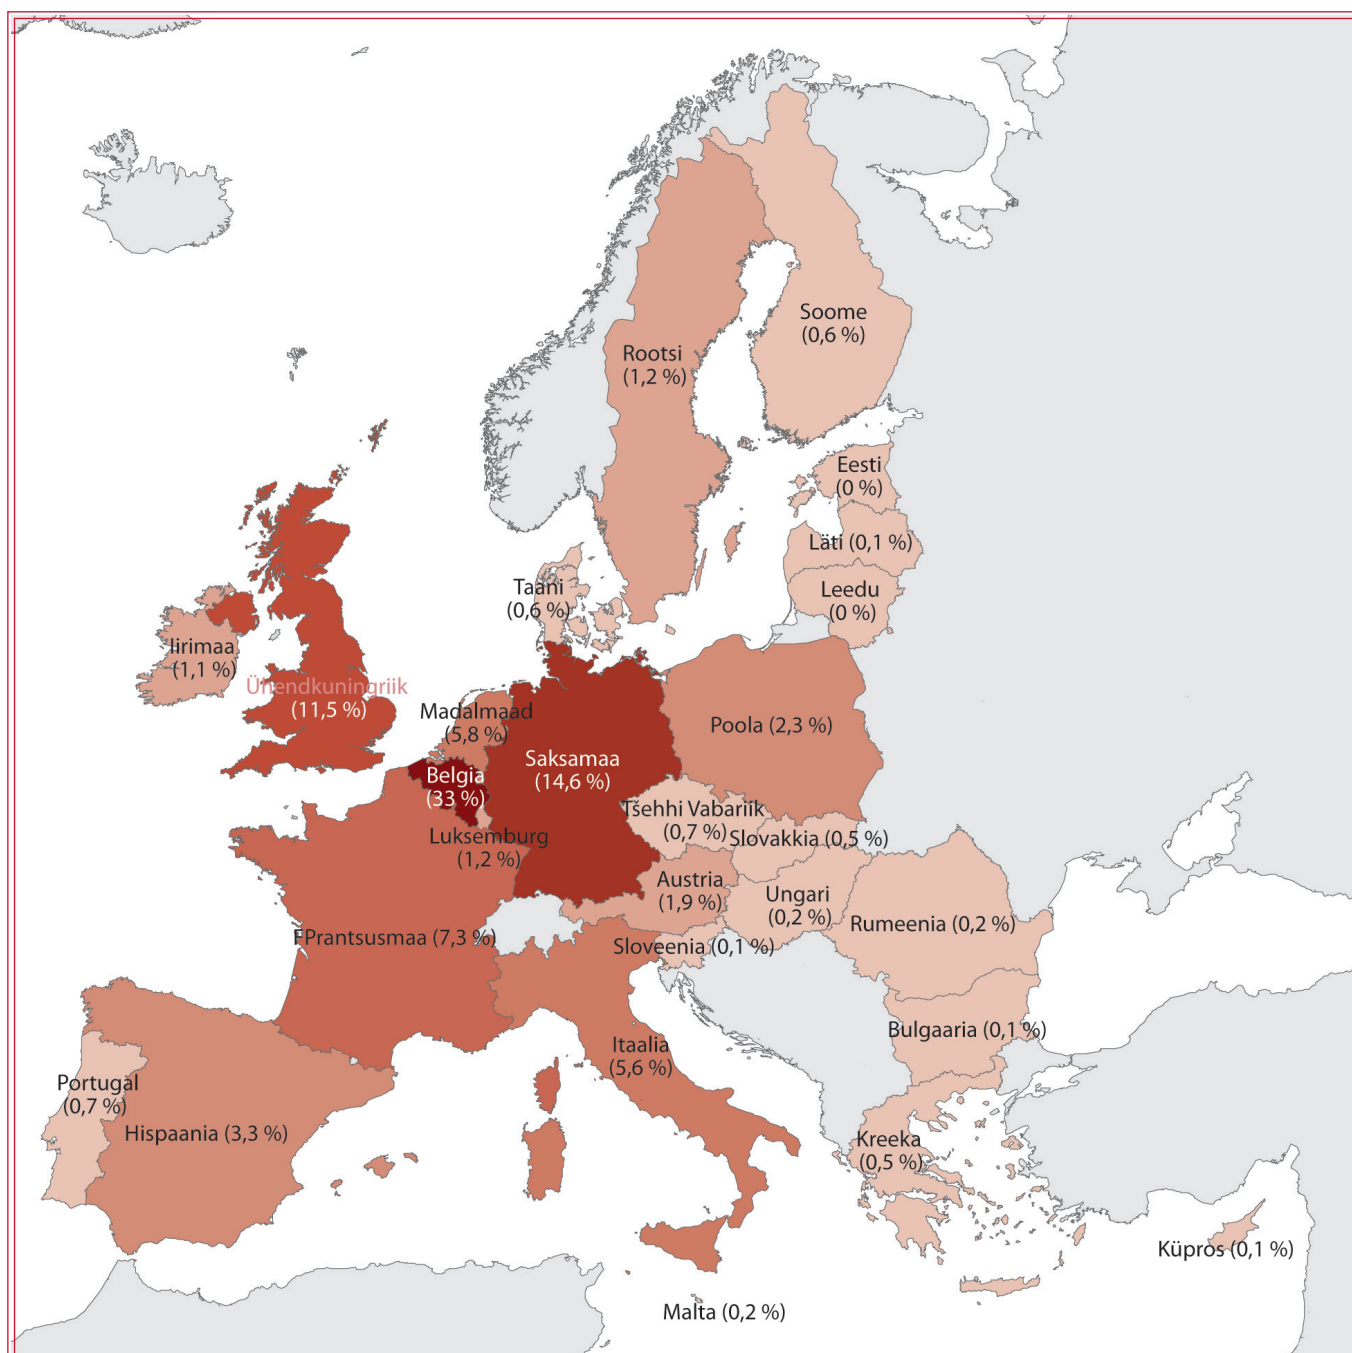 Soome
(0,6 %)
Rootsi
(1,2 %)
Eesti
(0 %)
Läti (0,1 %)
Taani
(0,6 %)
Leedu
(0 %)
Iirimaa
(1,1 %)
Ühendkuningriik
(11,5 %)
Madalmaad
(5,8 %)
Poola (2,3 %)
Saksamaa
(14,6 %)
Belgia
(33 %)
Tšehhi Vabariik
(0,7 %)
Slovakkia (0,5 %)
Luksemburg
(1,2 %)
Austria
(1,9 %)
Ungari
(0,2 %)
Rumeenia (0,2 %)
FPrantsusmaa (7,3 %)
Sloveenia (0,1 %)
Bulgaaria (0,1 %)
Itaalia
(5,6 %)
Portugal
(0,7 %)
Hispaania (3,3 %)
Kreeka
(0,5 %)
Küpros (0,1 %)
Malta (0,2 %)